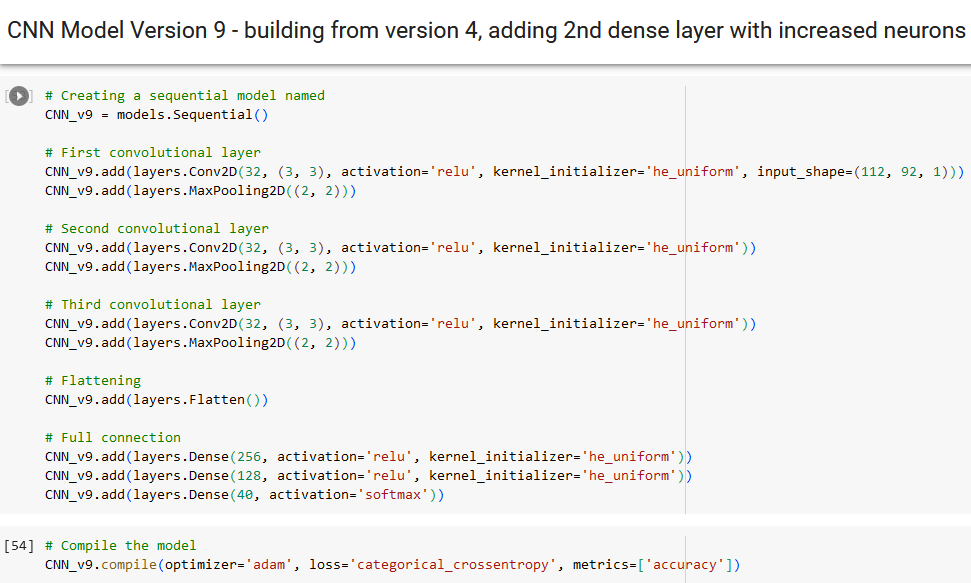 CNN Model Version 9 - building from version 4, adding 2nd dense layer with increased neurons
# Creating a sequential model named
CNN_v9 = models.Sequential()
# First convolutional layer
CNN_v9.add(layers.Conv2D(32, (3, 3), activation='relu', kernel_initializer='he_uniform', input_shape=(112, 92, 1)))
CNN_v9.add(layers.MaxPooling2D((2, 2)))
# Second convolutional layer
CNN_v9.add(layers.Conv2D(32, (3, 3), activation='relu', kernel_initializer='he_uniform'))
CNN_v9.add(layers.MaxPooling2D((2, 2)))
# Third convolutional layer
CNN_v9.add(layers.Conv2D(32, (3, 3), activation='relu', kernel_initializer='he_uniform'))
CNN_v9.add(layers.MaxPooling2D((2, 2)))
# Flattening
CNN_v9.add(layers.Flatten())
# Full connection
CNN_v9.add(layers.Dense(256, activation='relu', kernel_initializer='he_uniform'))
CNN_v9.add(layers.Dense(128, activation='relu', kernel_initializer='he_uniform'))
CNN_v9.add(layers.Dense(40, activation='softmax'))
[54] # Compile the model
CNN_v9.compile(optimizer='adam', loss='categorical_crossentropy', metrics=['accuracy'])